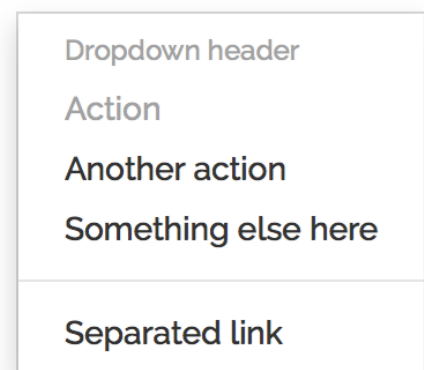 Dropdown header
Action
Another action
Something else here
Separated link